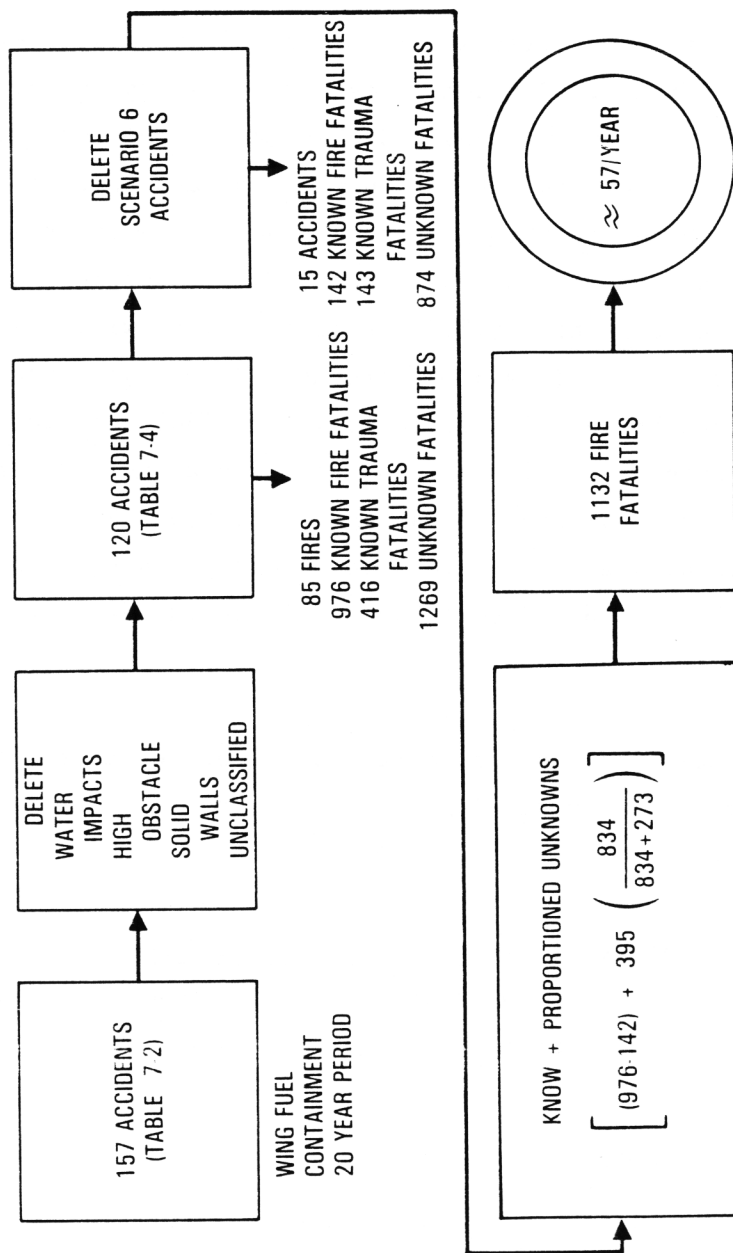 157 ACCIDENTS
(TABLE 7-2)
WING FUEL
CONTAINMENT
20 YEAR PERIOD
DELETE
WATER
IMPACTS
HIGH
OBSTACLE
SOLID
WALLS
UNCLASSIFIED
120 ACCIDENTS
(TABLE 7-4)
85 FIRES
976 KNOWN FIRE FATALITIES
416 KNOWN TRAUMA
FATALITIES
1269 UNKNOWN FATALITIES
DELETE
SCENARIO 6
ACCIDENTS
15 ACCIDENTS
142 KNOWN FIRE FATALITIES
143 KNOWN TRAUMA
FATALITIES
874 UNKNOWN FATALITIES
KNOW + PROPORTIONED UNKNOWNS
[(976-142) + 395 (834/834+273)]
1132 FIRE
FATALITIES
≈ 57/YEAR